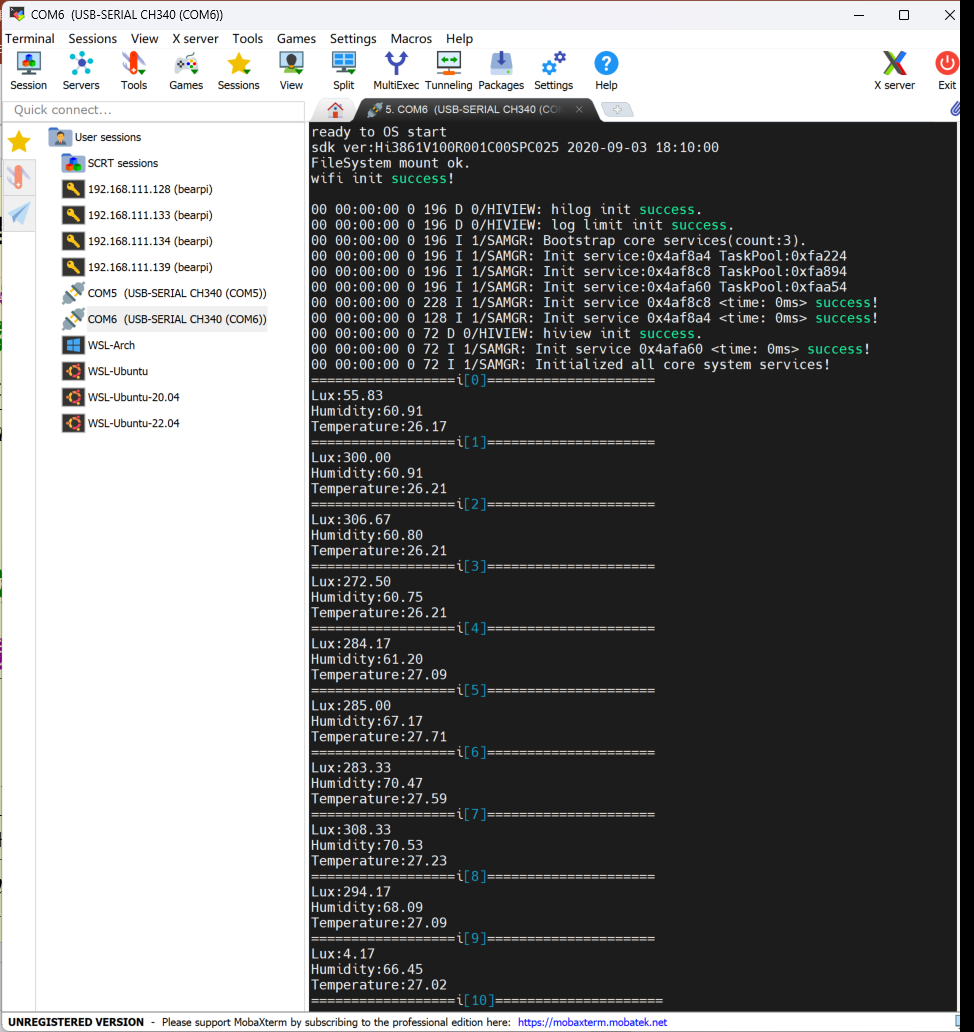 COM6 (USB-SERIAL CH340 (COM6))
Terminal Sessions View X server Tools Games Settings Macros Help
Session Servers Tools Games Sessions View Split MultiExec Tunneling Packages Settings Help X server Exit
Quick connect...
5. COM6 (USB-SERIAL CH340 (CO
User sessions
SCRT sessions
192.168.111.128 (bearpi)
192.168.111.133 (bearpi)
192.168.111.134 (bearpi)
192.168.111.139 (bearpi)
COM5 (USB-SERIAL CH340 (COM5))
COM6 (USB-SERIAL CH340 (COM6))
WSL-Arch
WSL-Ubuntu
WSL-Ubuntu-20.04
WSL-Ubuntu-22.04
ready to OS start
sdk ver:Hi3861V100R001C00SPC025 2020-09-03 18:10:00
FileSystem mount ok.
wifi init success!
00 00:00:00 0 196 D 0/HIVIEW: hilog init success.
00 00:00:00 0 196 D 0/HIVIEW: log limit init success.
00 00:00:00 0 196 I 1/SAMGR: Bootstrap core services(count:3).
00 00:00:00 0 196 I 1/SAMGR: Init service:0x4af8a4 TaskPool:0xfa224
00 00:00:00 0 196 I 1/SAMGR: Init service:0x4af8c8 TaskPool:0xfa894
00 00:00:00 0 196 I 1/SAMGR: Init service:0x4afa60 TaskPool:0xfaa54
00 00:00:00 0 228 I 1/SAMGR: Init service 0x4af8c8 <time: 0ms> success!
00 00:00:00 0 128 I 1/SAMGR: Init service 0x4af8a4 <time: 0ms> success!
00 00:00:00 0 72 D 0/HIVIEW: hiview init success.
00 00:00:00 0 72 I 1/SAMGR: Init service 0x4afa60 <time: 0ms> success!
00 00:00:00 0 72 I 1/SAMGR: Initialized all core system services!
==================i[0]=====================
Lux:55.83
Humidity:60.91
Temperature:26.17
==================i[1]=====================
Lux:300.00
Humidity:60.91
Temperature:26.21
==================i[2]=====================
Lux:306.67
Humidity:60.80
Temperature:26.21
==================i[3]=====================
Lux:272.50
Humidity:60.75
Temperature:26.21
==================i[4]=====================
Lux:284.17
Humidity:61.20
Temperature:27.09
==================i[5]=====================
Lux:285.00
Humidity:67.17
Temperature:27.71
==================i[6]=====================
Lux:283.33
Humidity:70.47
Temperature:27.59
==================i[7]=====================
Lux:308.33
Humidity:70.53
Temperature:27.23
==================i[8]=====================
Lux:294.17
Humidity:68.09
Temperature:27.09
==================i[9]=====================
Lux:4.17
Humidity:66.45
Temperature:27.02
==================i[10]=====================
UNREGISTERED VERSION - Please support MobaXterm by subscribing to the professional edition here: https://mobaxterm.mobatek.net